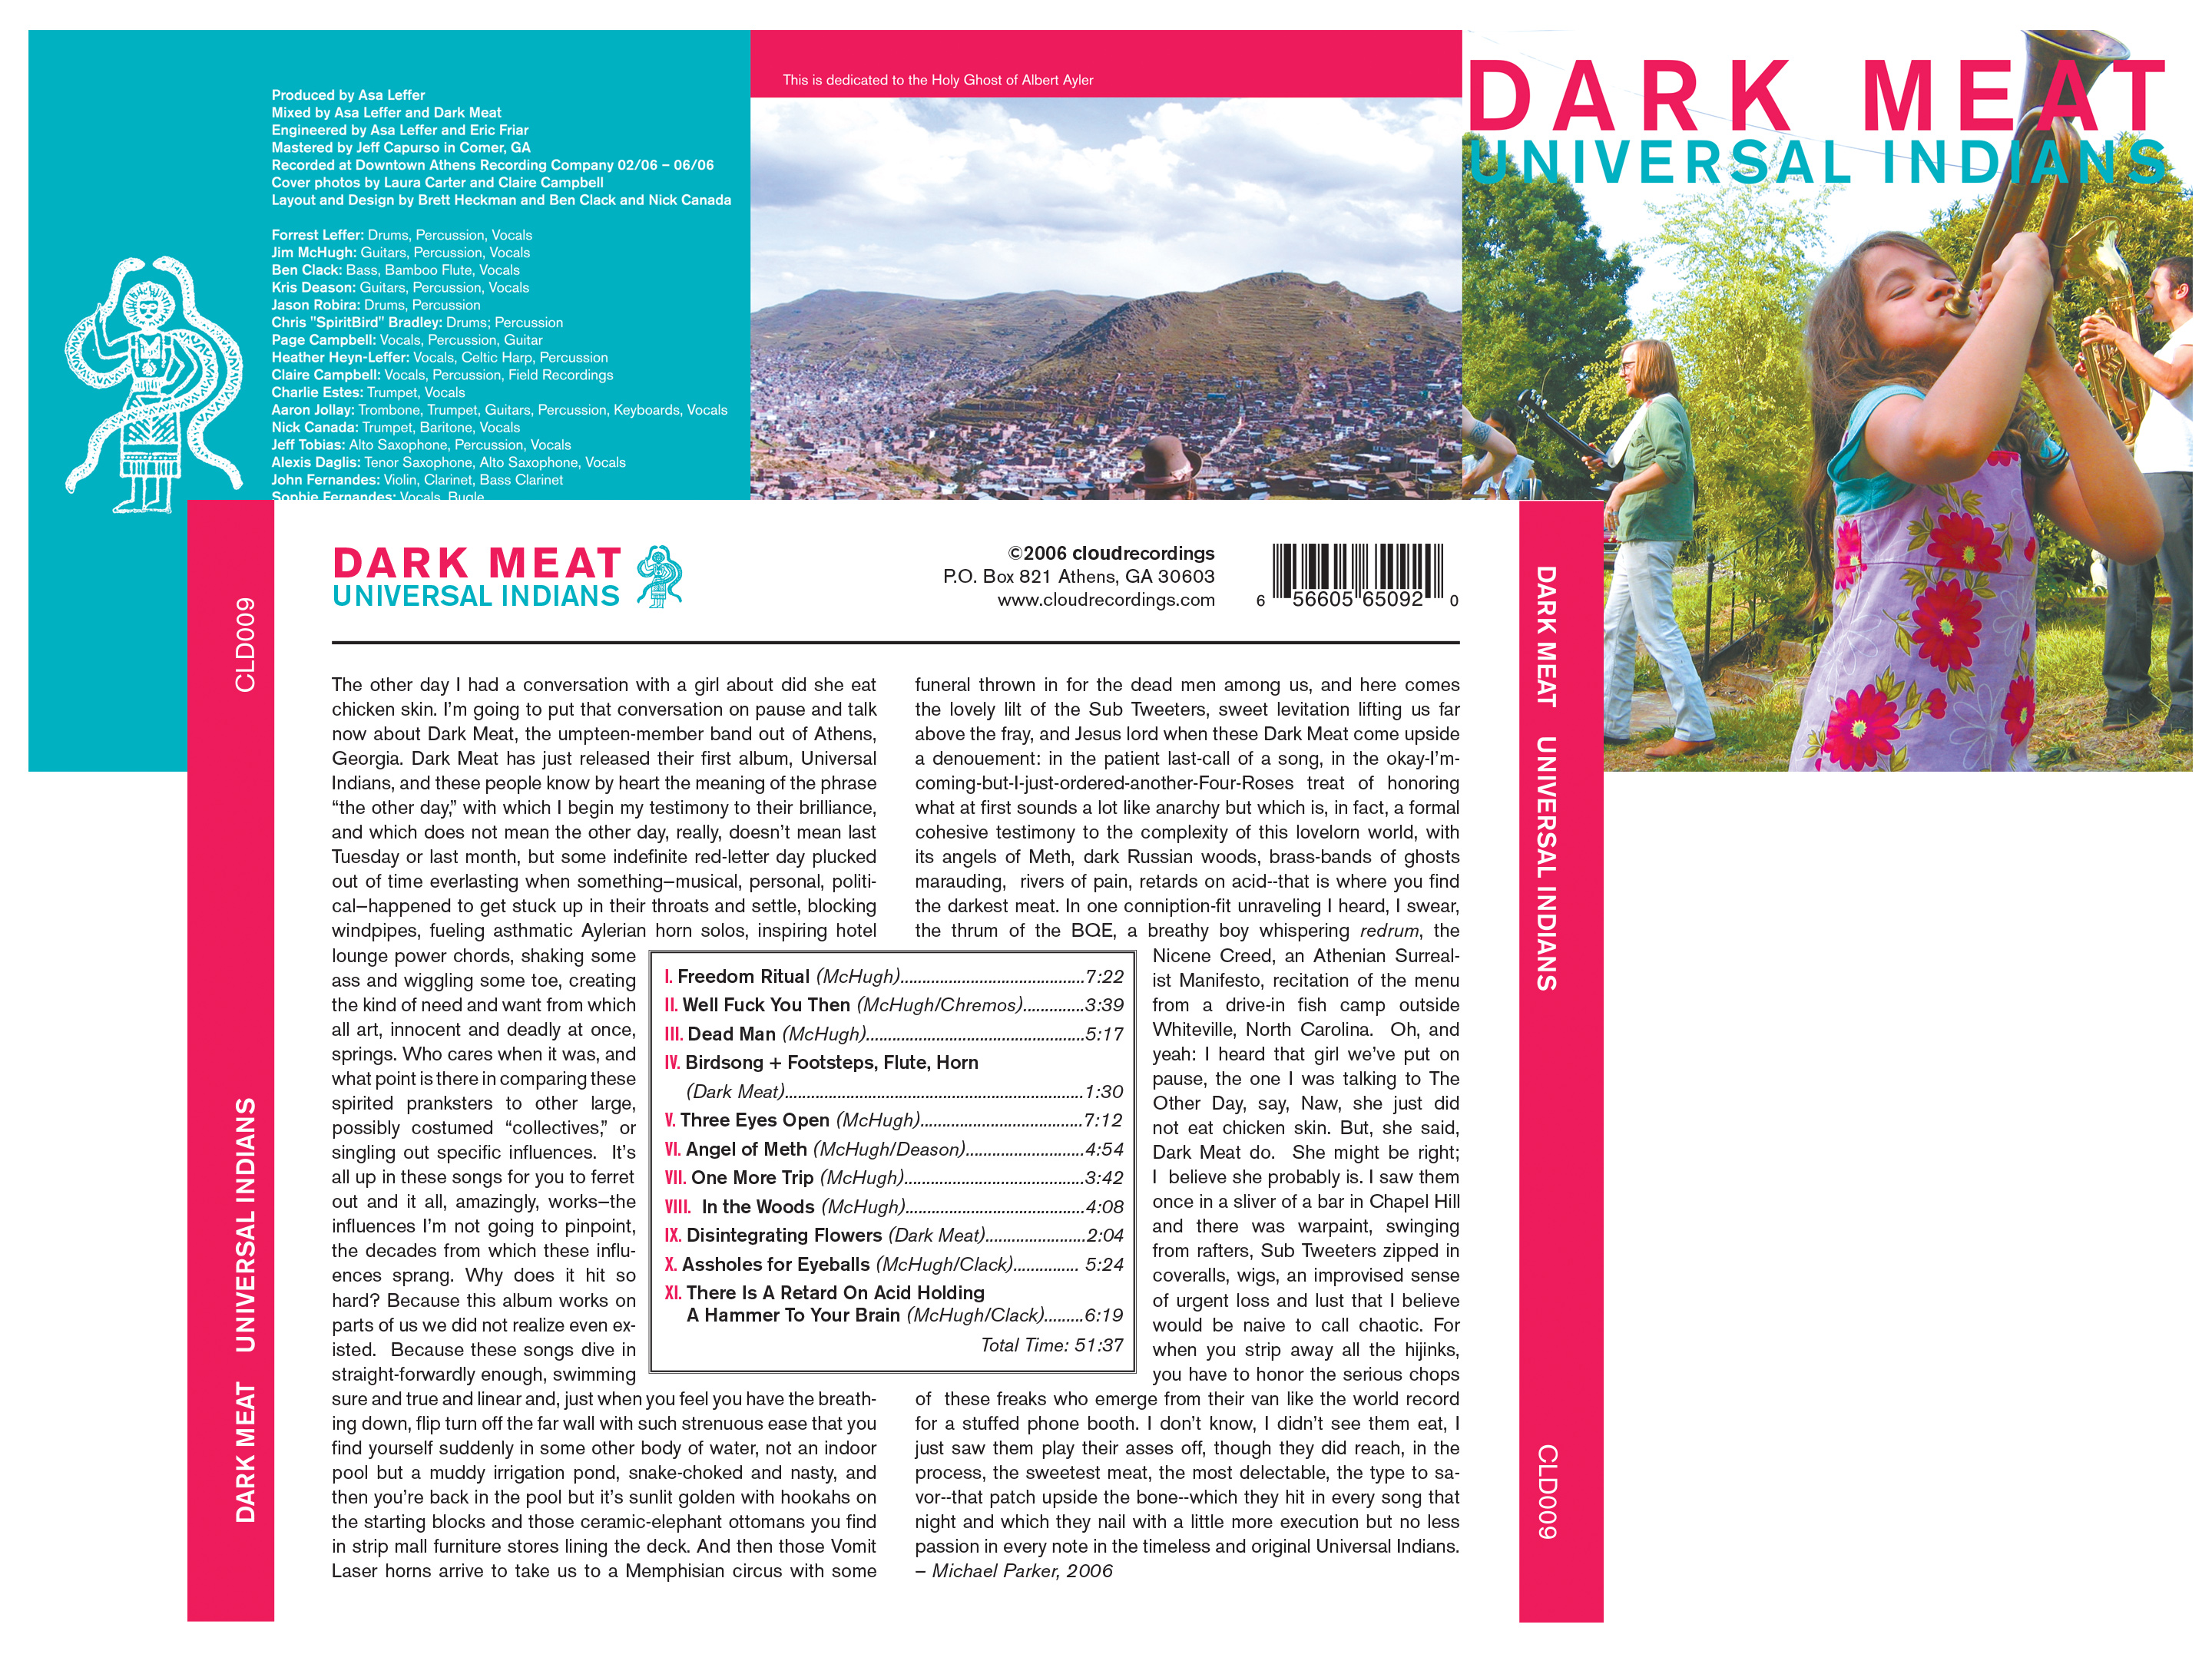 Produced by Asa Leffer
Mixed by Asa Leffer and Dark Meat
Engineered by Asa Leffer and Eric Friar
Mastered by Jeff Capurso in Comer, GA
Recorded at Downtown Athens Recording Company 02/06 – 06/06
Cover photos by Laura Carter and Claire Campbell
Layout and Design by Brett Heckman and Ben Clack and Nick Canada
Forrest Leffer: Drums, Percussion, Vocals
Jim McHugh: Guitars, Percussion, Vocals
Ben Clack: Bass, Bamboo Flute, Vocals
Kris Deason: Guitars, Percussion, Vocals
Jason Robira: Drums, Percussion
Chris "SpiritBird" Bradley: Drums; Percussion
Page Campbell: Vocals, Percussion, Guitar
Heather Heyn-Leffer: Vocals, Celtic Harp, Percussion
Claire Campbell: Vocals, Percussion, Field Recordings
Charlie Estes: Trumpet, Vocals
Aaron Jollay: Trombone, Trumpet, Guitars, Percussion, Keyboards, Vocals
Nick Canada: Trumpet, Baritone, Vocals
Jeff Tobias: Alto Saxophone, Percussion, Vocals
Alexis Daglis: Tenor Saxophone, Alto Saxophone, Vocals
John Fernandes: Violin, Clarinet, Bass Clarinet
Sophie Fernandes: Vocals, Bugle
This is dedicated to the Holy Ghost of Albert Ayler
DARK MEAT
UNIVERSAL INDIANS
DARK MEAT UNIVERSAL INDIANS CLD009
DARK MEAT
UNIVERSAL INDIANS
©2006 cloudrecordings
P.O. Box 821 Athens, GA 30603
www.cloudrecordings.com
6 56605 65092 0
The other day I had a conversation with a girl about did she eat
chicken skin. I’m going to put that conversation on pause and talk
now about Dark Meat, the umpteen-member band out of Athens,
Georgia. Dark Meat has just released their first album, Universal
Indians, and these people know by heart the meaning of the phrase
“the other day,” with which I begin my testimony to their brilliance,
and which does not mean the other day, really, doesn’t mean last
Tuesday or last month, but some indefinite red-letter day plucked
out of time everlasting when something–musical, personal, politi-
cal–happened to get stuck up in their throats and settle, blocking
windpipes, fueling asthmatic Aylerian horn solos, inspiring hotel
lounge power chords, shaking some
ass and wiggling some toe, creating
the kind of need and want from which
all art, innocent and deadly at once,
springs. Who cares when it was, and
what point is there in comparing these
spirited pranksters to other large,
possibly costumed “collectives,” or
singling out specific influences. It’s
all up in these songs for you to ferret
out and it all, amazingly, works–the
influences I’m not going to pinpoint,
the decades from which these influ-
ences sprang. Why does it hit so
hard? Because this album works on
parts of us we did not realize even ex-
isted. Because these songs dive in
straight-forwardly enough, swimming
sure and true and linear and, just when you feel you have the breath-
ing down, flip turn off the far wall with such strenuous ease that you
find yourself suddenly in some other body of water, not an indoor
pool but a muddy irrigation pond, snake-choked and nasty, and
then you’re back in the pool but it’s sunlit golden with hookahs on
the starting blocks and those ceramic-elephant ottomans you find
in strip mall furniture stores lining the deck. And then those Vomit
Laser horns arrive to take us to a Memphisian circus with some
funeral thrown in for the dead men among us, and here comes
the lovely lilt of the Sub Tweeters, sweet levitation lifting us far
above the fray, and Jesus lord when these Dark Meat come upside
a denouement: in the patient last-call of a song, in the okay-I’m-
coming-but-I-just-ordered-another-Four-Roses treat of honoring
what at first sounds a lot like anarchy but which is, in fact, a formal
cohesive testimony to the complexity of this lovelorn world, with
its angels of Meth, dark Russian woods, brass-bands of ghosts
marauding, rivers of pain, retards on acid--that is where you find
the darkest meat. In one conniption-fit unraveling I heard, I swear,
the thrum of the BQE, a breathy boy whispering redrum, the
Nicene Creed, an Athenian Surreal-
ist Manifesto, recitation of the menu
from a drive-in fish camp outside
Whiteville, North Carolina. Oh, and
yeah: I heard that girl we’ve put on
pause, the one I was talking to The
Other Day, say, Naw, she just did
not eat chicken skin. But, she said,
Dark Meat do. She might be right;
I believe she probably is. I saw them
once in a sliver of a bar in Chapel Hill
and there was warpaint, swinging
from rafters, Sub Tweeters zipped in
coveralls, wigs, an improvised sense
of urgent loss and lust that I believe
would be naive to call chaotic. For
when you strip away all the hijinks,
you have to honor the serious chops
of these freaks who emerge from their van like the world record
for a stuffed phone booth. I don’t know, I didn’t see them eat, I
just saw them play their asses off, though they did reach, in the
process, the sweetest meat, the most delectable, the type to sa-
vor--that patch upside the bone--which they hit in every song that
night and which they nail with a little more execution but no less
passion in every note in the timeless and original Universal Indians.
– Michael Parker, 2006
I. Freedom Ritual (McHugh)..........7:22
II. Well Fuck You Then (McHugh/Chremos)..........3:39
III. Dead Man (McHugh)..........5:17
IV. Birdsong + Footsteps, Flute, Horn
(Dark Meat)..........1:30
V. Three Eyes Open (McHugh)..........7:12
VI. Angel of Meth (McHugh/Deason)..........4:54
VII. One More Trip (McHugh)..........3:42
VIII. In the Woods (McHugh)..........4:08
IX. Disintegrating Flowers (Dark Meat)..........2:04
X. Assholes for Eyeballs (McHugh/Clack).......... 5:24
XI. There Is A Retard On Acid Holding
A Hammer To Your Brain (McHugh/Clack).........6:19
Total Time: 51:37
DARK MEAT UNIVERSAL INDIANS CLD009